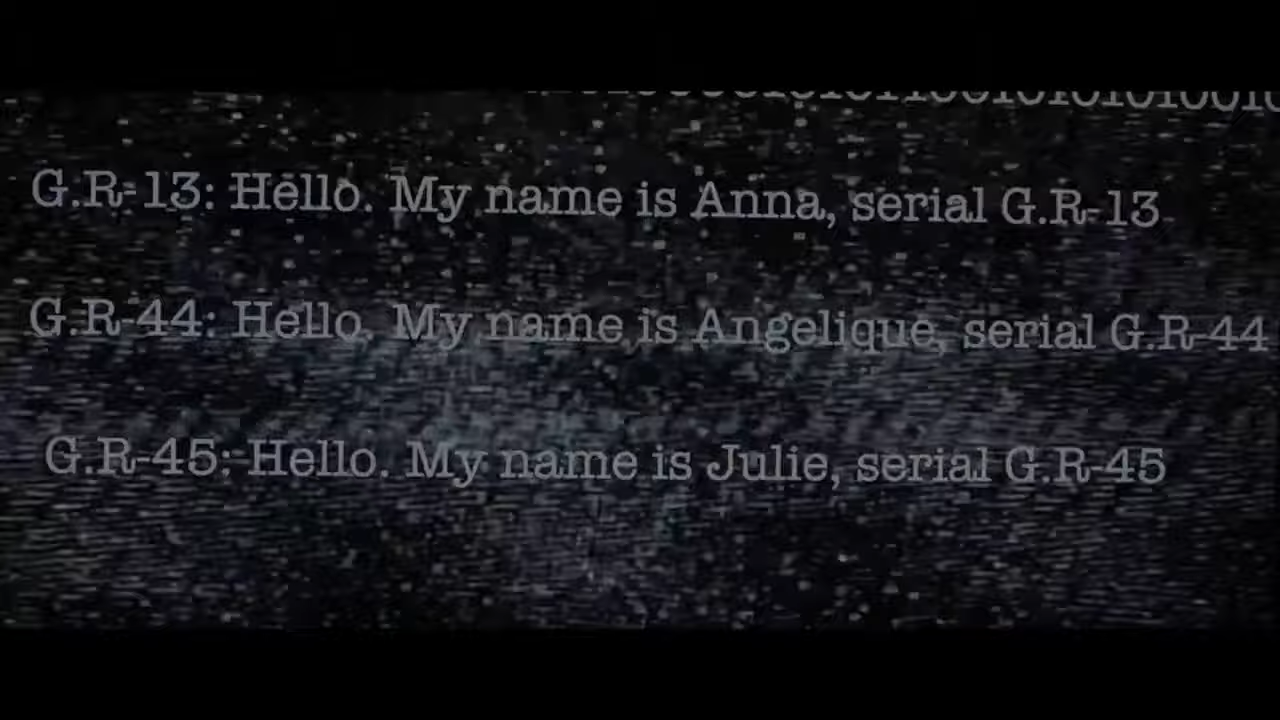 G.R-13: Hello. My name is Anna, serial G.R-13
G.R-44: Hello. My name is Angelique, serial G.R-44
G.R-45: Hello. My name is Julie, serial G.R-45